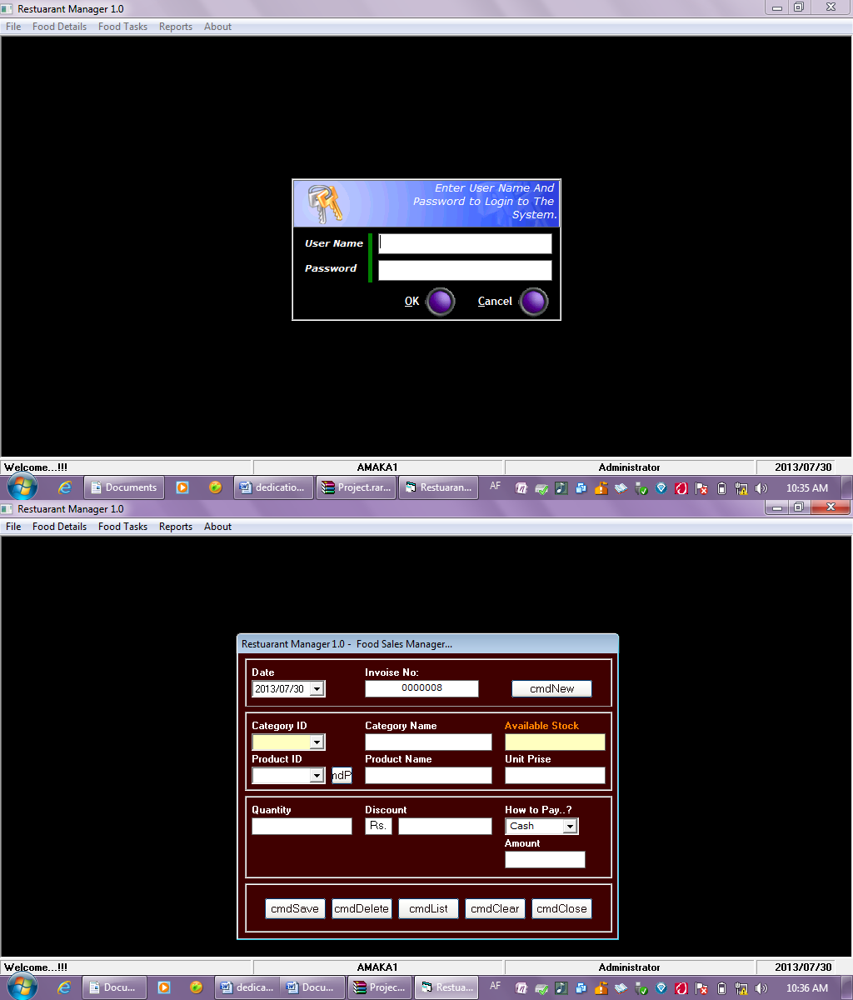 Restuarant Manager 1.0
File Food Details Food Tasks Reports About
Enter User Name And
Password to Login to The
System.
User Name
Password
OK Cancel
Welcome...!!! AMAKA1 Administrator 2013/07/30
Documents dedicatio... Project.rar... Restuaran... AF 10:35 AM
Restuarant Manager 1.0
File Food Details Food Tasks Reports About
Restuarant Manager 1.0 - Food Sales Manager...
Date Invoise No:
2013/07/30 0000008 cmdNew
Category ID Category Name Available Stock
Product ID Product Name Unit Prise
ndP
Quantity Discount How to Pay..?
Rs. Cash
Amount
cmdSave cmdDelete cmdList cmdClear cmdClose
Welcome...!!! AMAKA1 Administrator 2013/07/30
Docu... dedica... Docu... Projec... Restua... AF 10:36 AM